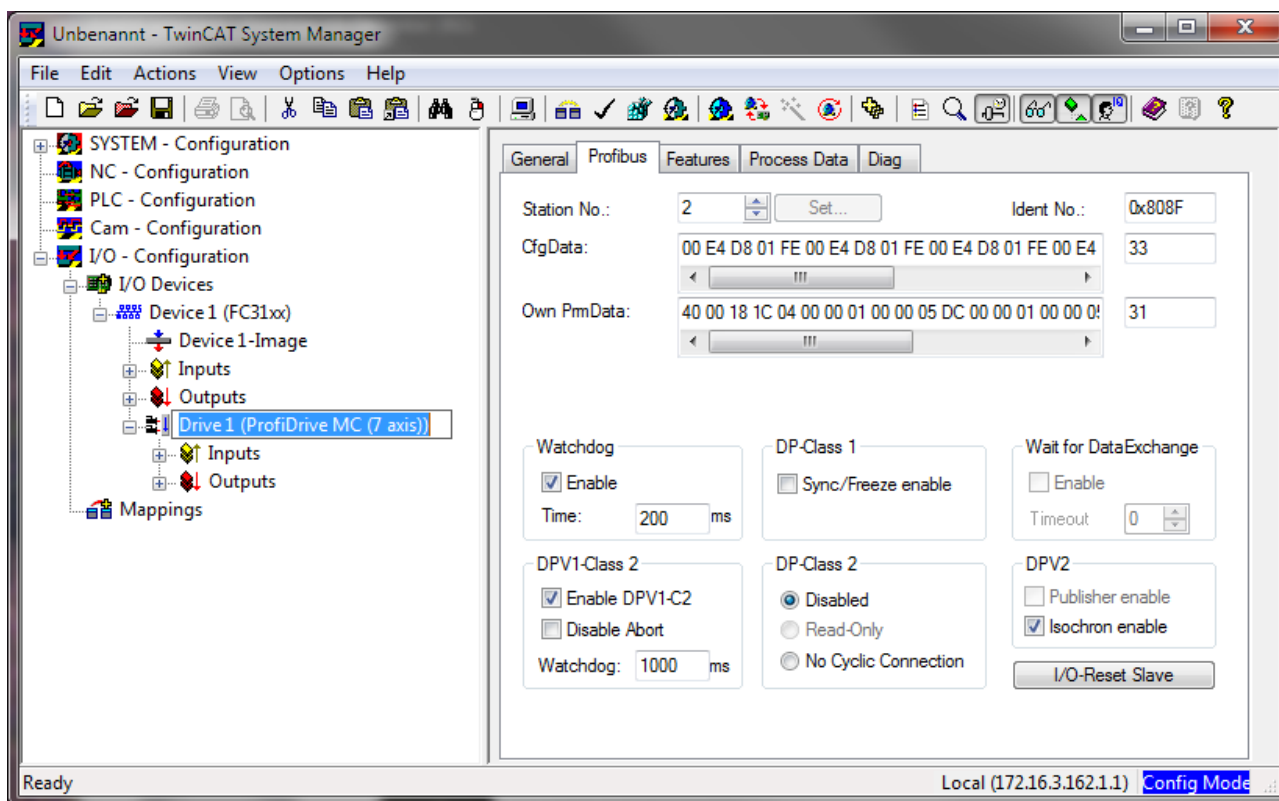 Unbenannt - TwinCAT System Manager
File Edit Actions View Options Help
SYSTEM - Configuration
NC - Configuration
PLC - Configuration
Cam - Configuration
I/O - Configuration
I/O Devices
Device 1 (FC31xx)
Device 1-Image
Inputs
Outputs
Drive 1 (ProfiDrive MC (7 axis))
Inputs
Outputs
Mappings
General Profibus Features Process Data Diag
Station No.: 2 Set... Ident No.: 0x808F
CfgData: 00 E4 D8 01 FE 00 E4 D8 01 FE 00 E4 D8 01 FE 00 E4 33
Own PrmData: 40 00 18 1C 04 00 00 01 00 00 05 DC 00 00 01 00 00 31
Watchdog
Enable
Time: 200 ms
DP-Class 1
Sync/Freeze enable
Wait for DataExchange
Enable
Timeout 0
DPV1-Class 2
Enable DPV1-C2
Disable Abort
Watchdog: 1000 ms
DP-Class 2
Disabled
Read-Only
No Cyclic Connection
DPV2
Publisher enable
Isochron enable
I/O-Reset Slave
Ready Local (172.16.3.162.1.1) Config Mode